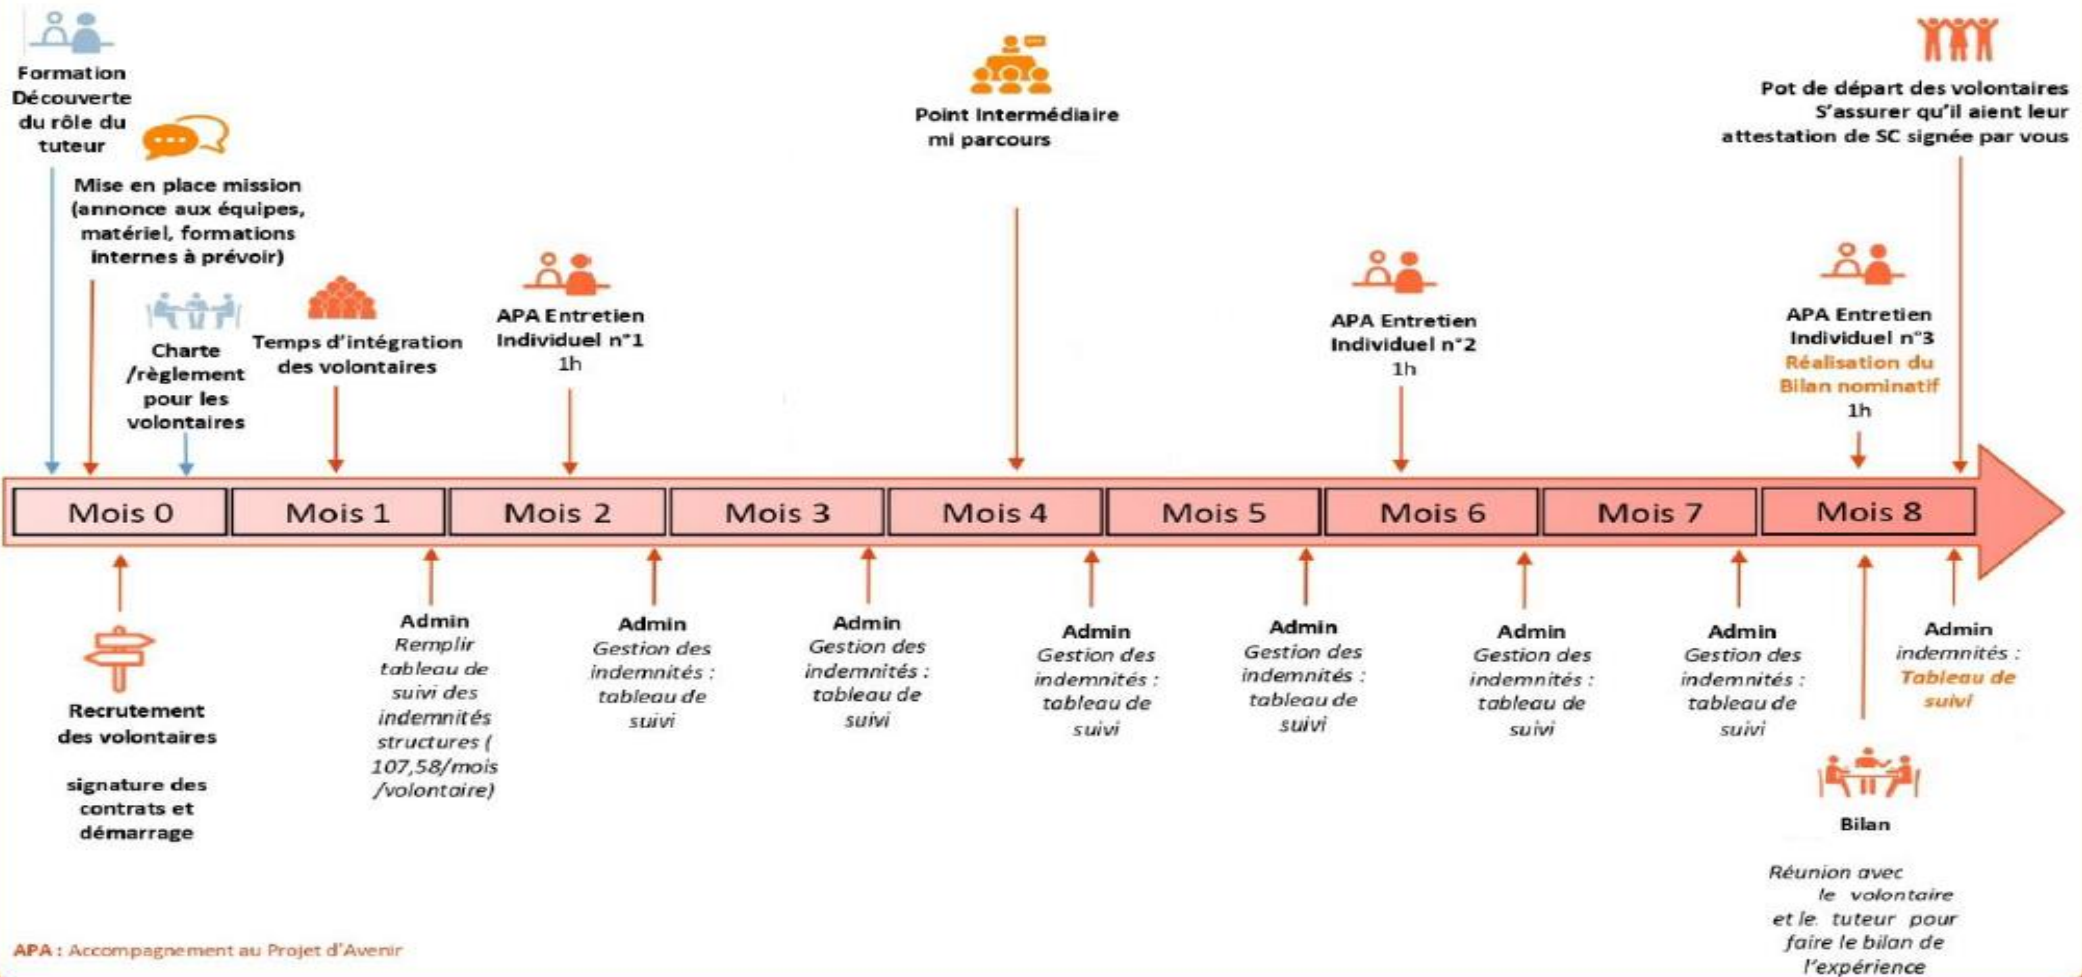 Formation
Découverte
du rôle du
tuteur
Mise en place mission
(annonce aux équipes,
matériel, formations
internes à prévoir)
Charte
/règlement
pour les
volontaires
Temps d'intégration
des volontaires
APA Entretien
Individuel n°1
1h
Point Intermédiaire
mi parcours
APA Entretien
Individuel n°2
1h
APA Entretien
Individuel n°3
Réalisation du
Bilan nominatif
1h
Pot de départ des volontaires
S'assurer qu'il aient leur
attestation de SC signée par vous
Mois 0
Mois 1
Mois 2
Mois 3
Mois 4
Mois 5
Mois 6
Mois 7
Mois 8
Recrutement
des volontaires
signature des
contrats et
démarrage
Admin
Remplir
tableau de
suivi des
indemnités
structures (
107,58/mois
/volontaire)
Admin
Gestion des
indemnités :
tableau de
suivi
Admin
Gestion des
indemnités :
tableau de
suivi
Admin
Gestion des
indemnités :
tableau de
suivi
Admin
Gestion des
indemnités :
tableau de
suivi
Admin
Gestion des
indemnités :
tableau de
suivi
Admin
Gestion des
indemnités :
tableau de
suivi
Admin
indemnités :
Tableau de
suivi
Bilan
Réunion avec
le volontaire
et le tuteur pour
faire le bilan de
l'expérience
APA : Accompagnement au Projet d'Avenir